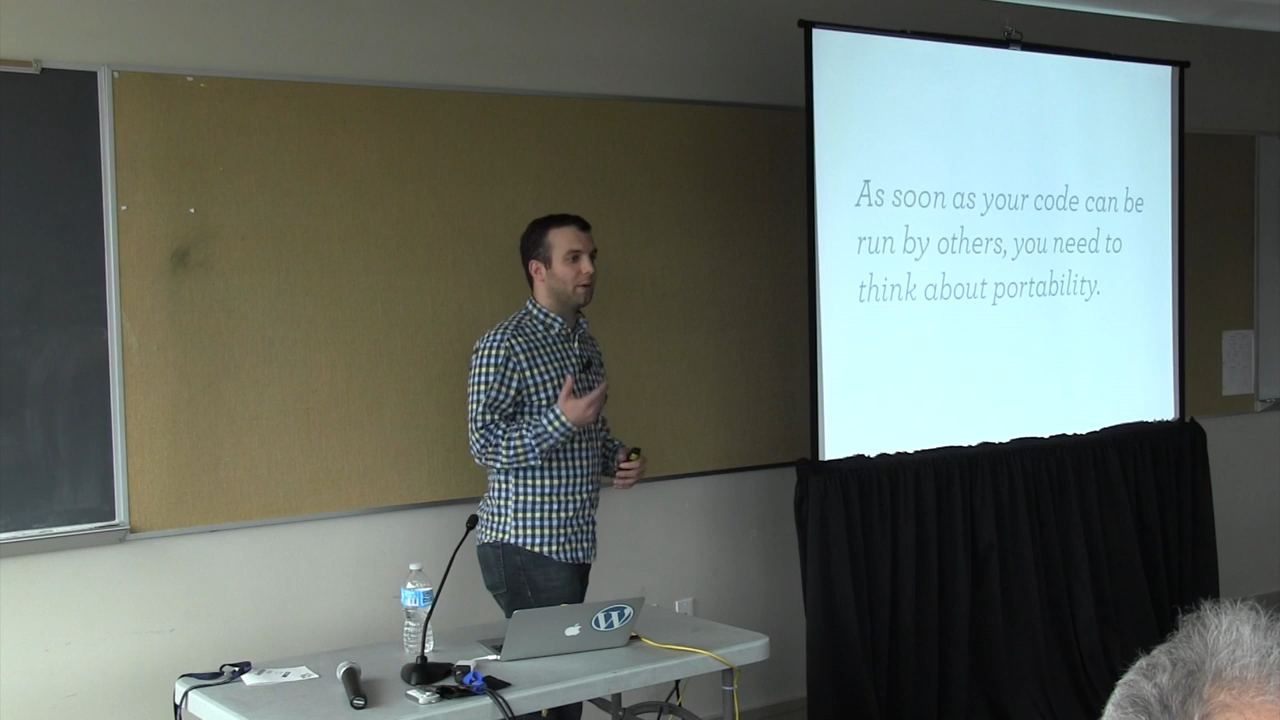 As soon as your code can be
run by others, you need to
think about portability.